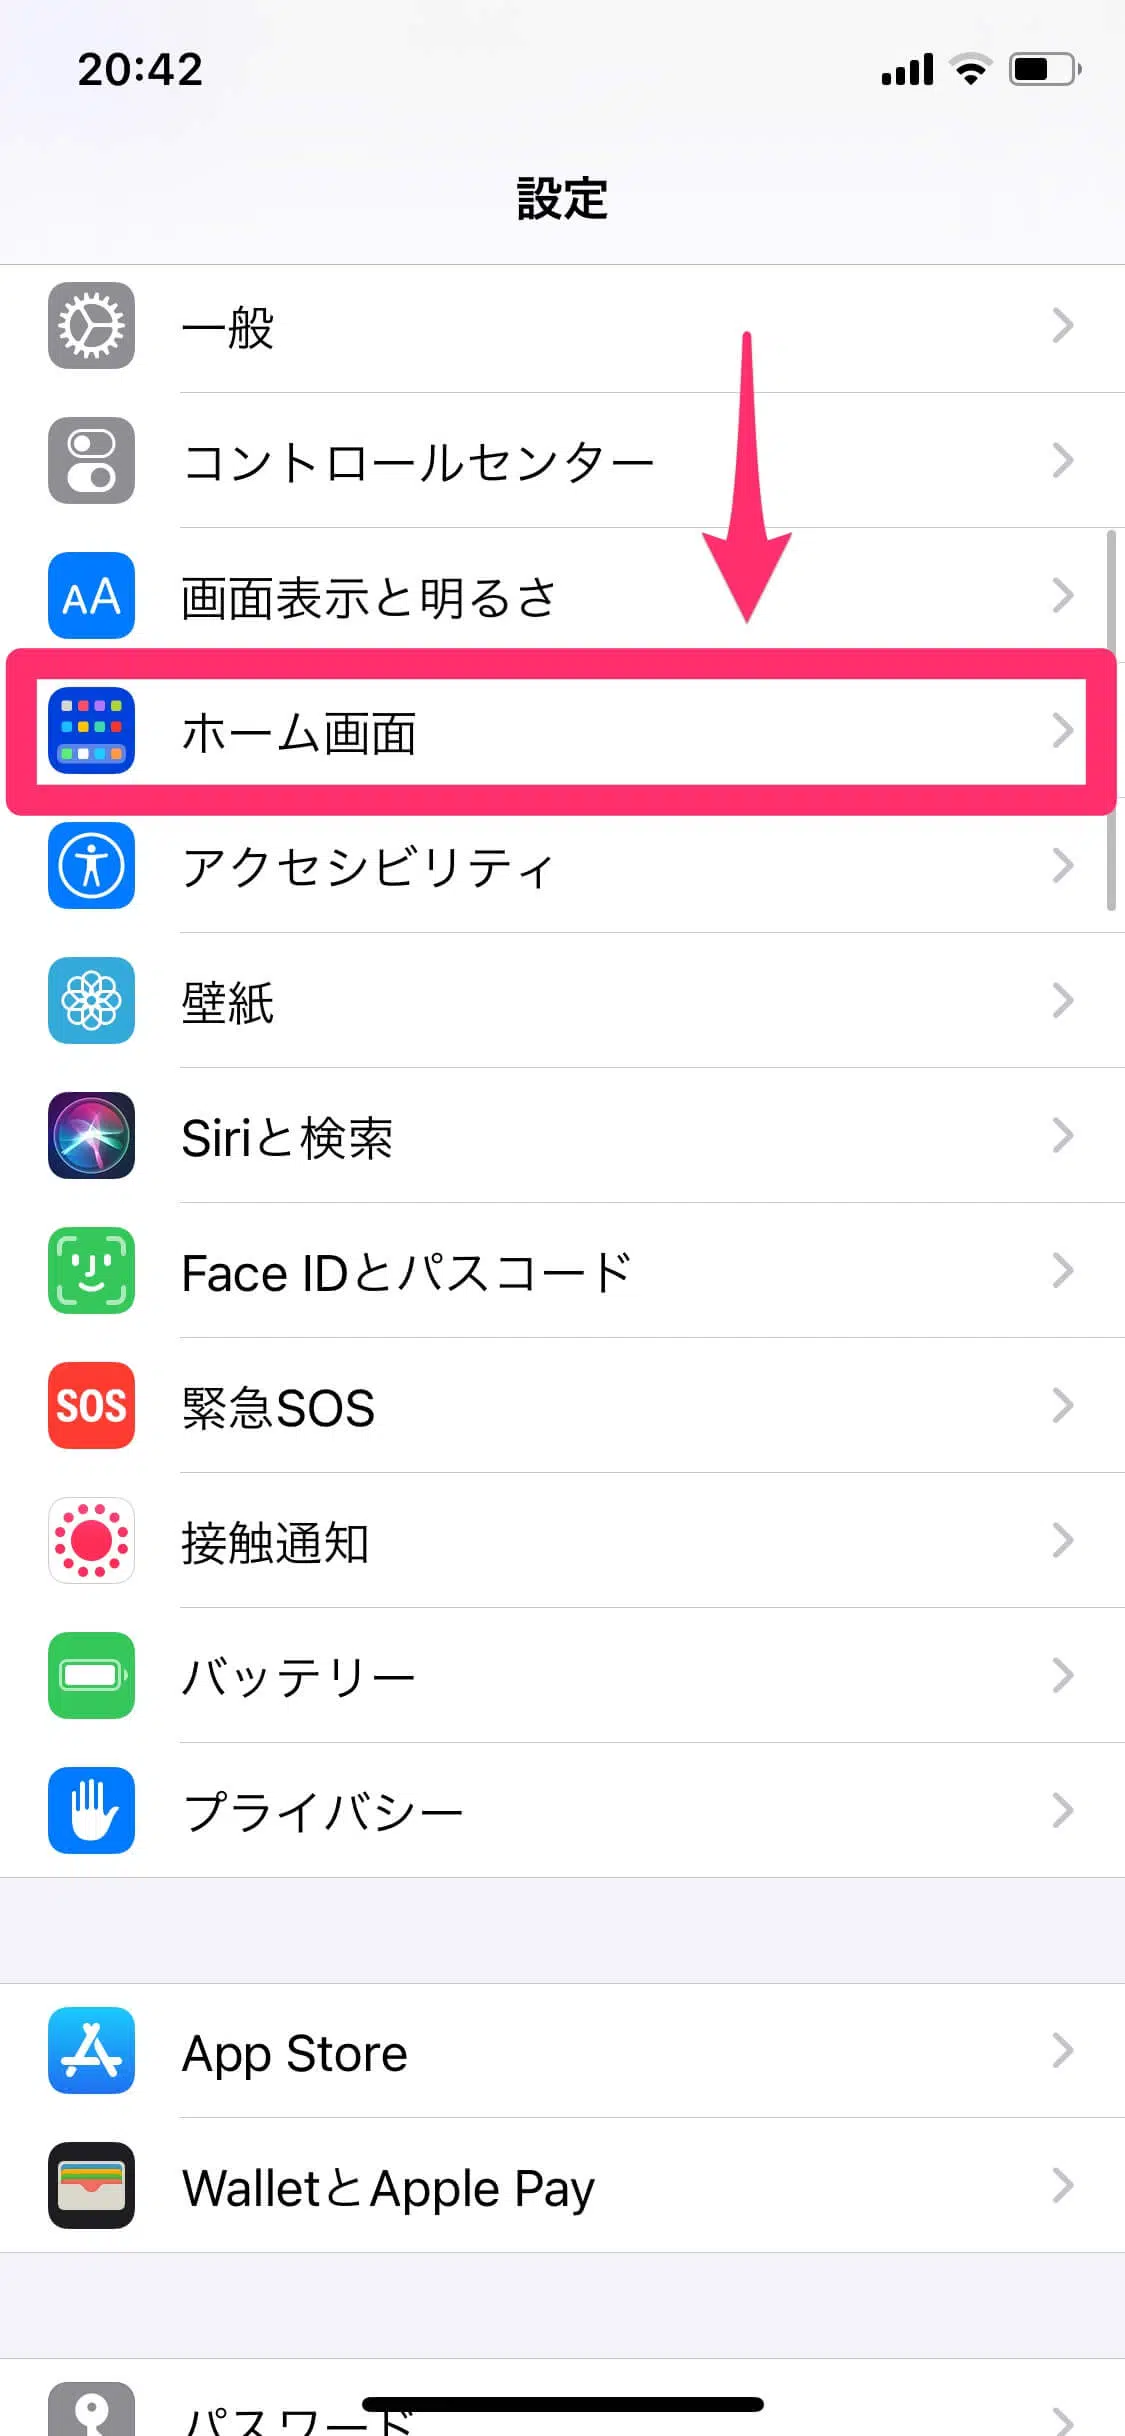 20:42
設定
一般
コントロールセンター
AA
画面表示と明るさ
ホーム画面
アクセシビリティ
壁紙
Siriと検索
Face IDとパスコード
SOS
緊急SOS
接触通知
バッテリー
プライバシー
App Store
WalletとApple Pay
パスワード